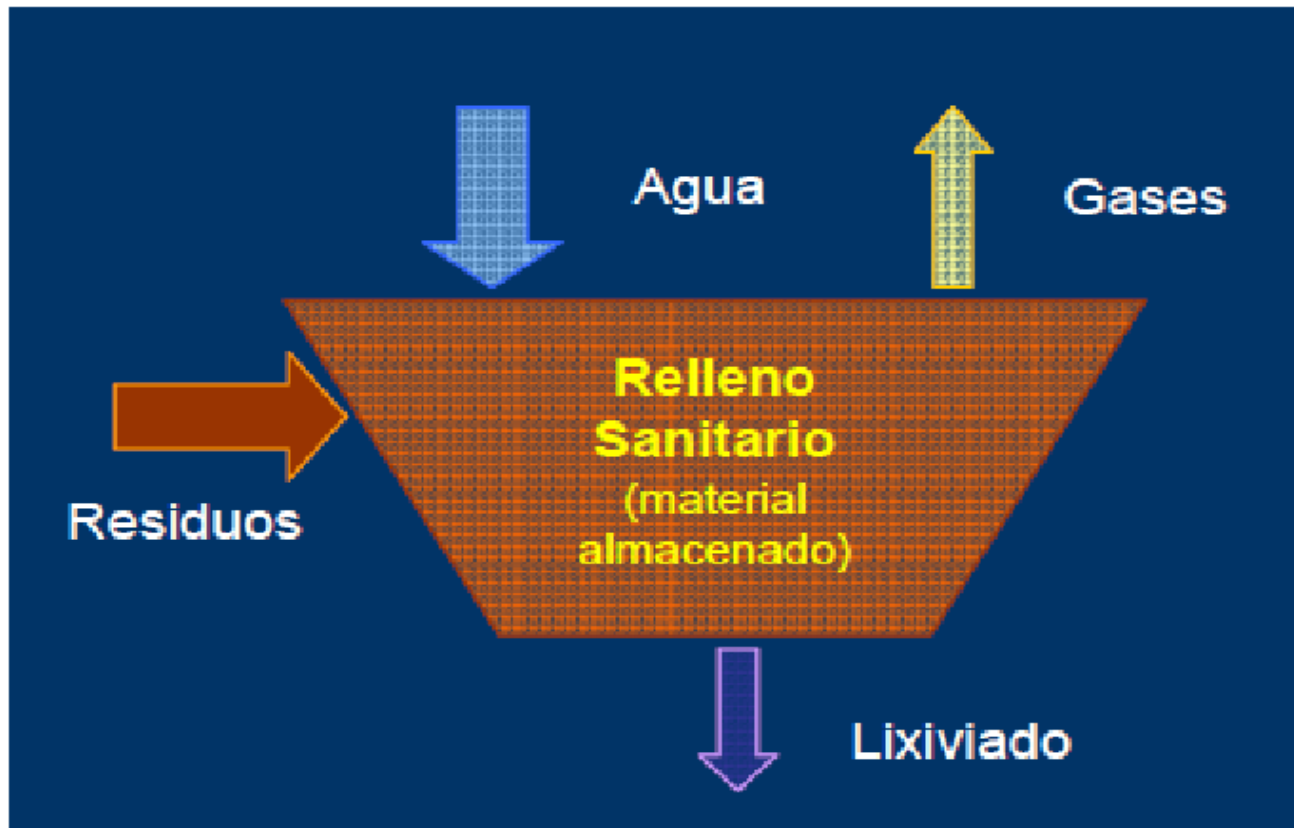 Agua
Gases
Relleno
Sanitario
(material
almacenado)
Residuos
Lixiviado